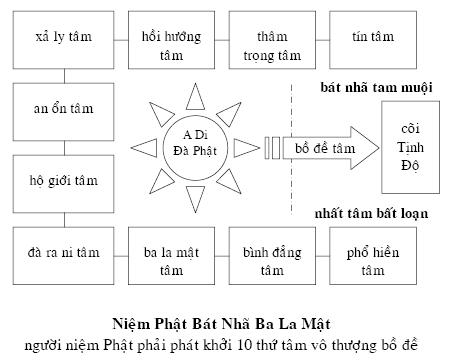 xả ly tâm
hồi hướng
tâm
thâm
trọng tâm
tín tâm
bát nhã tam muội
an ổn tâm
A Di
Đà Phật
bồ đề tâm
cõi
Tịnh
Độ
hộ giới tâm
nhất tâm bất loạn
đà ra ni tâm
ba la mật
tâm
bình đẳng
tâm
phổ hiền
tâm
Niệm Phật Bát Nhã Ba La Mật
người niệm Phật phải phát khởi 10 thứ tâm vô thượng bồ đề